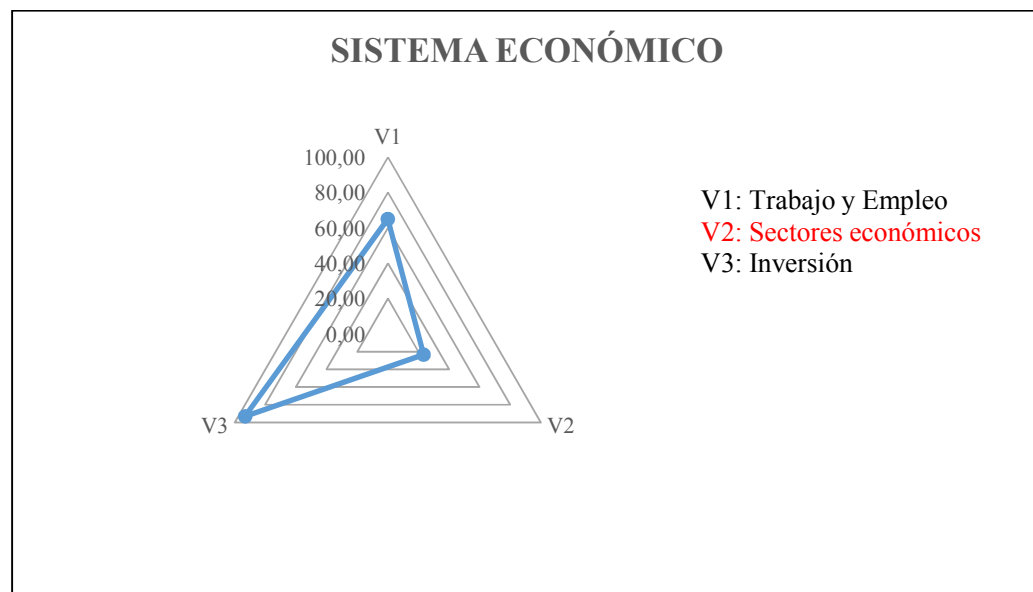 SISTEMA ECONÓMICO
V1
100,00
80,00
60,00
40,00
20,00
0,00
V3
V2
V1: Trabajo y Empleo
V2: Sectores económicos
V3: Inversión